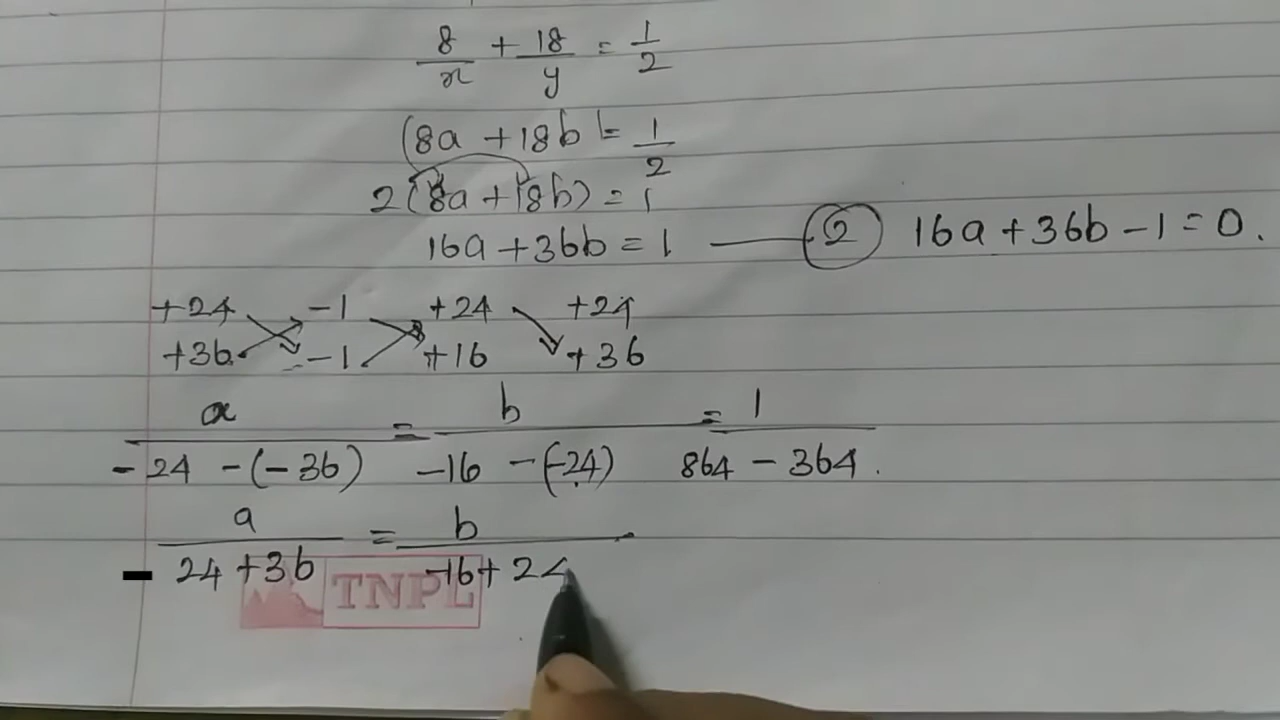 8/x + 18/y = 1/2
(8a + 18b) = 1/2
2(8a + 18b) = 1
16a + 36b = 1 —— ② 16a + 36b - 1 = 0.
+24 -1 +24 +24
+36 -1 +16 +36
a/(-24 -(-36)) = b/(-16 -(-24)) = 1/(864 - 364).
a/(-24 + 36) = b/(-16 + 24
TNPL